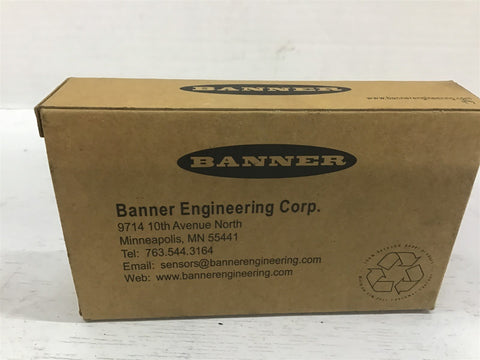 BANNER
www.bannerengineering.co
BANNER
Banner Engineering Corp.
9714 10th Avenue North
Minneapolis, MN 55441
Tel: 763.544.3164
Email: sensors@bannerengineering.com
Web: www.bannerengineering.com